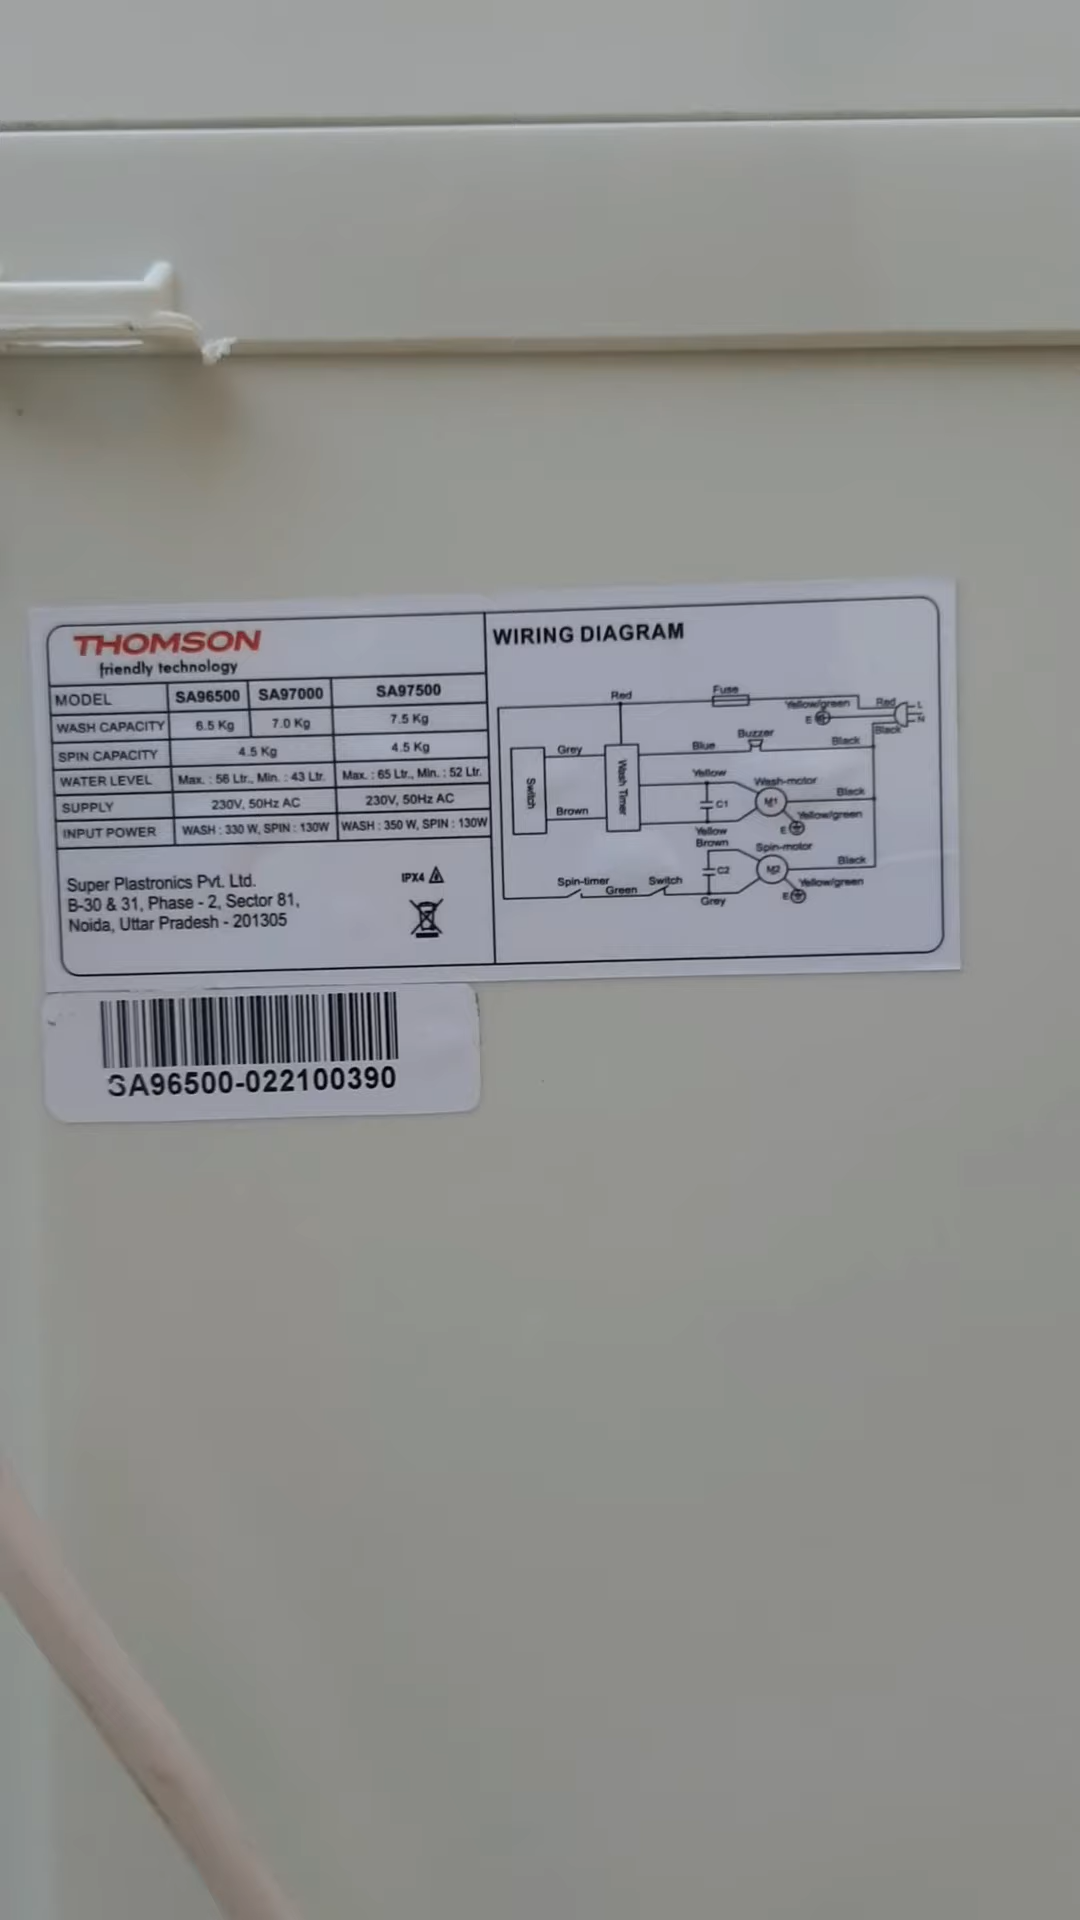 THOMSON
friendly technology
MODEL SA96500 SA97000 SA97500
WASH CAPACITY 6.5 Kg 7.0 Kg 7.5 Kg
SPIN CAPACITY 4.5 Kg 4.5 Kg
WATER LEVEL Max. : 56 Ltr., Min. : 43 Ltr. Max. : 65 Ltr., Min. : 52 Ltr.
SUPPLY 230V, 50Hz AC 230V, 50Hz AC
INPUT POWER WASH : 330 W, SPIN : 130W WASH : 350 W, SPIN : 130W
Super Plastronics Pvt. Ltd.
B-30 & 31, Phase - 2, Sector 81,
Noida, Uttar Pradesh - 201305
IPX4
WIRING DIAGRAM
Red Fuse Yellow/green Red L
E N
Black
Grey Blue Buzzer Black
Switch Wash Timer
Yellow Wash-motor
C1 M1 Black
Brown Yellow/green
Yellow E
Brown Spin-motor
C2 M2 Black
Spin-timer Green Switch Yellow/green
Grey E
SA96500-022100390